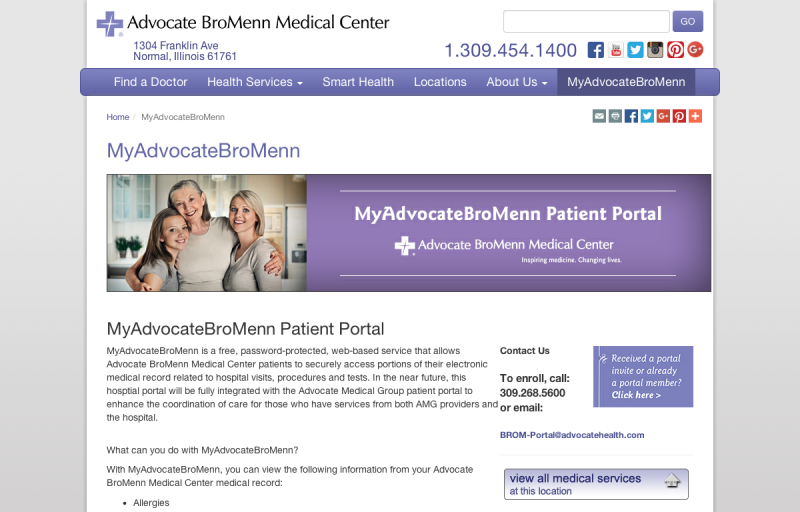 Advocate BroMenn Medical Center
GO
1304 Franklin Ave
Normal, Illinois 61761
1.309.454.1400
Find a Doctor Health Services Smart Health Locations About Us MyAdvocateBroMenn
Home / MyAdvocateBroMenn
MyAdvocateBroMenn
MyAdvocateBroMenn Patient Portal
Advocate BroMenn Medical Center
Inspiring medicine. Changing lives.
MyAdvocateBroMenn Patient Portal
MyAdvocateBroMenn is a free, password-protected, web-based service that allows
Advocate BroMenn Medical Center patients to securely access portions of their electronic
medical record related to hospital visits, procedures and tests. In the near future, this
hosptial portal will be fully integrated with the Advocate Medical Group patient portal to
enhance the coordination of care for those who have services from both AMG providers and
the hospital.
What can you do with MyAdvocateBroMenn?
With MyAdvocateBroMenn, you can view the following information from your Advocate
BroMenn Medical Center medical record:
• Allergies
Contact Us
To enroll, call:
309.268.5600
or email:
BROM-Portal@advocatehealth.com
Received a portal
invite or already
a portal member?
Click here >
view all medical services
at this location